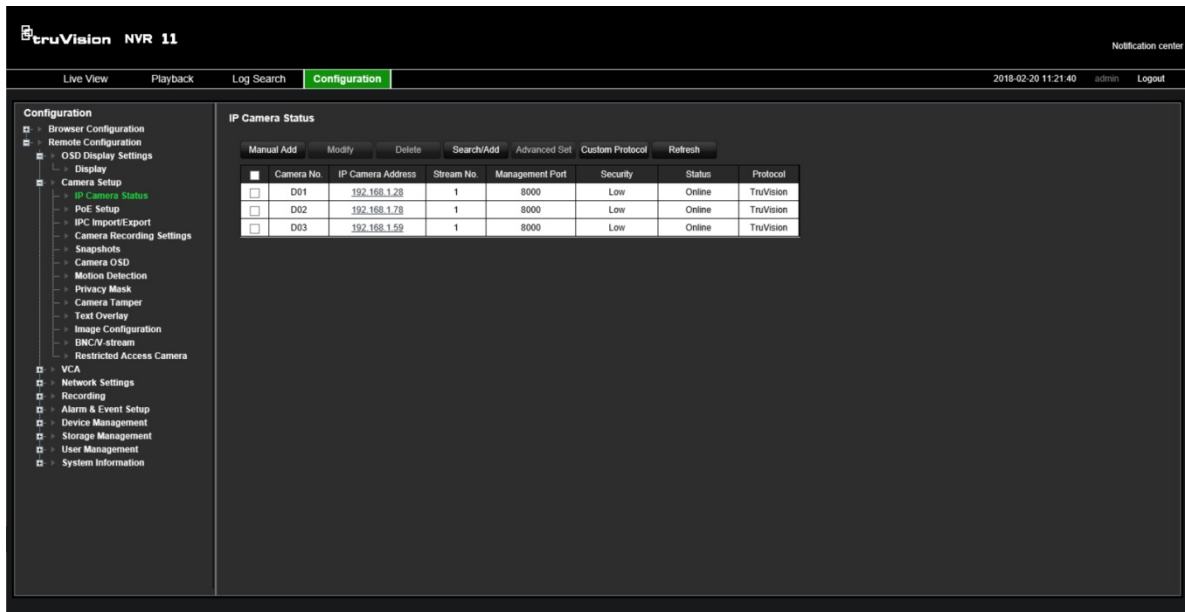 truVision NVR 11
Notification center
Live View Playback Log Search Configuration 2018-02-20 11:21:40 admin Logout
Configuration
Browser Configuration
Remote Configuration
OSD Display Settings
Display
Camera Setup
IP Camera Status
PoE Setup
IPC Import/Export
Camera Recording Settings
Snapshots
Camera OSD
Motion Detection
Privacy Mask
Camera Tamper
Text Overlay
Image Configuration
BNC/V-stream
Restricted Access Camera
VCA
Network Settings
Recording
Alarm & Event Setup
Device Management
Storage Management
User Management
System Information
IP Camera Status
Manual Add Modify Delete Search/Add Advanced Set Custom Protocol Refresh
Camera No. IP Camera Address Stream No. Management Port Security Status Protocol
D01 192.168.1.28 1 8000 Low Online TruVision
D02 192.168.1.78 1 8000 Low Online TruVision
D03 192.168.1.59 1 8000 Low Online TruVision